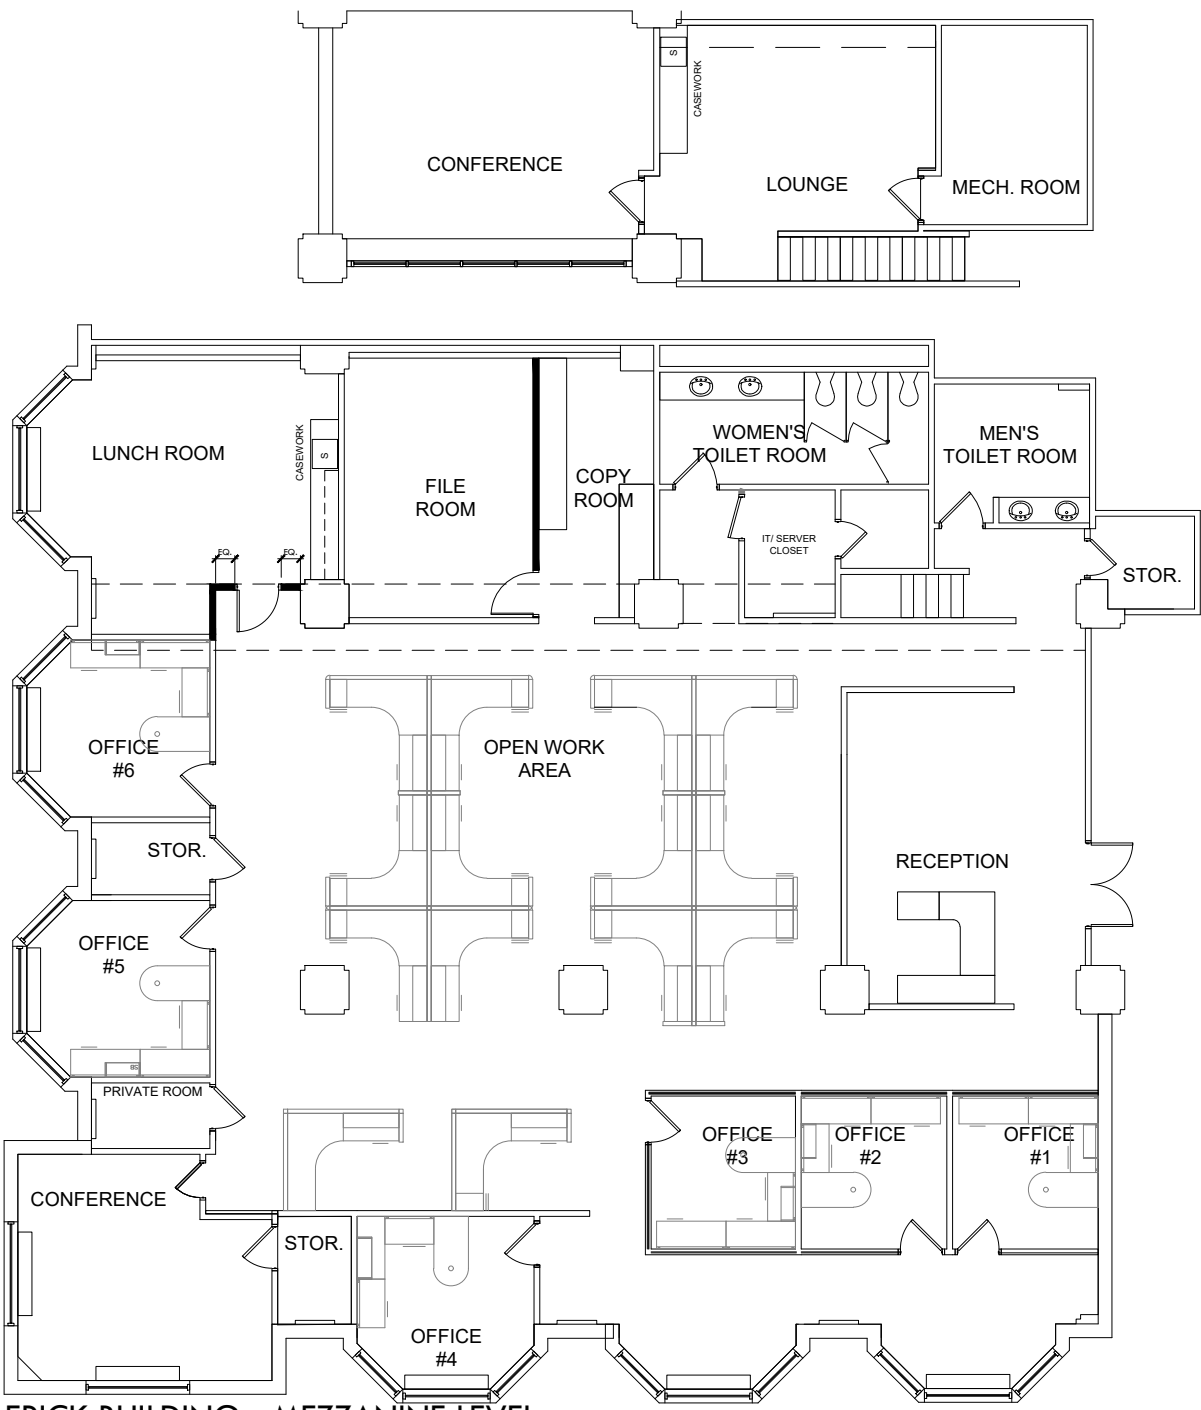 S
CASEWORK
CONFERENCE
LOUNGE
MECH. ROOM
LUNCH ROOM
CASEWORK
S
FILE
ROOM
COPY
ROOM
WOMEN'S
TOILET ROOM
MEN'S
TOILET ROOM
IT/ SERVER
CLOSET
STOR.
EQ.
EQ.
OFFICE
#6
OPEN WORK
AREA
STOR.
RECEPTION
OFFICE
#5
SB
PRIVATE ROOM
OFFICE
#3
OFFICE
#2
OFFICE
#1
CONFERENCE
STOR.
OFFICE
#4